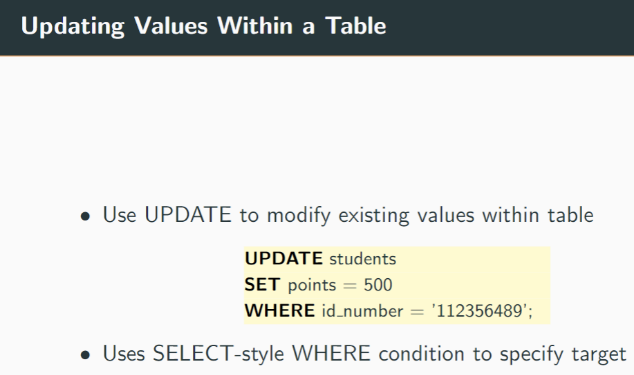 Updating Values Within a Table
• Use UPDATE to modify existing values within table
UPDATE students
SET points = 500
WHERE id_number = '112356489';
• Uses SELECT-style WHERE condition to specify target